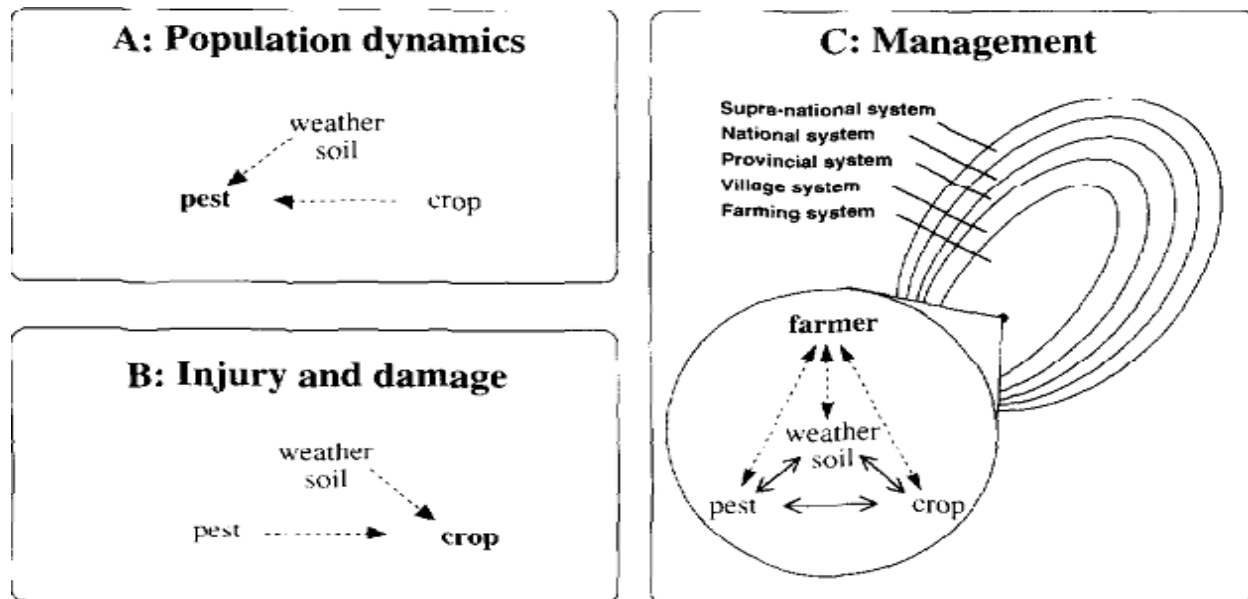 A: Population dynamics
weather
soil
pest
crop
B: Injury and damage
weather
soil
pest
crop
C: Management
Supra-national system
National system
Provincial system
Village system
Farming system
farmer
weather
soil
pest
crop